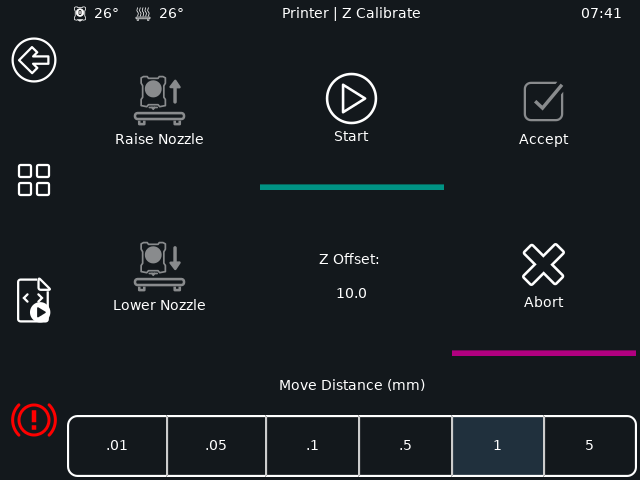 26° 26° Printer | Z Calibrate 07:41
Raise Nozzle Start Accept
Lower Nozzle Z Offset: Abort
10.0
Move Distance (mm)
.01 .05 .1 .5 1 5